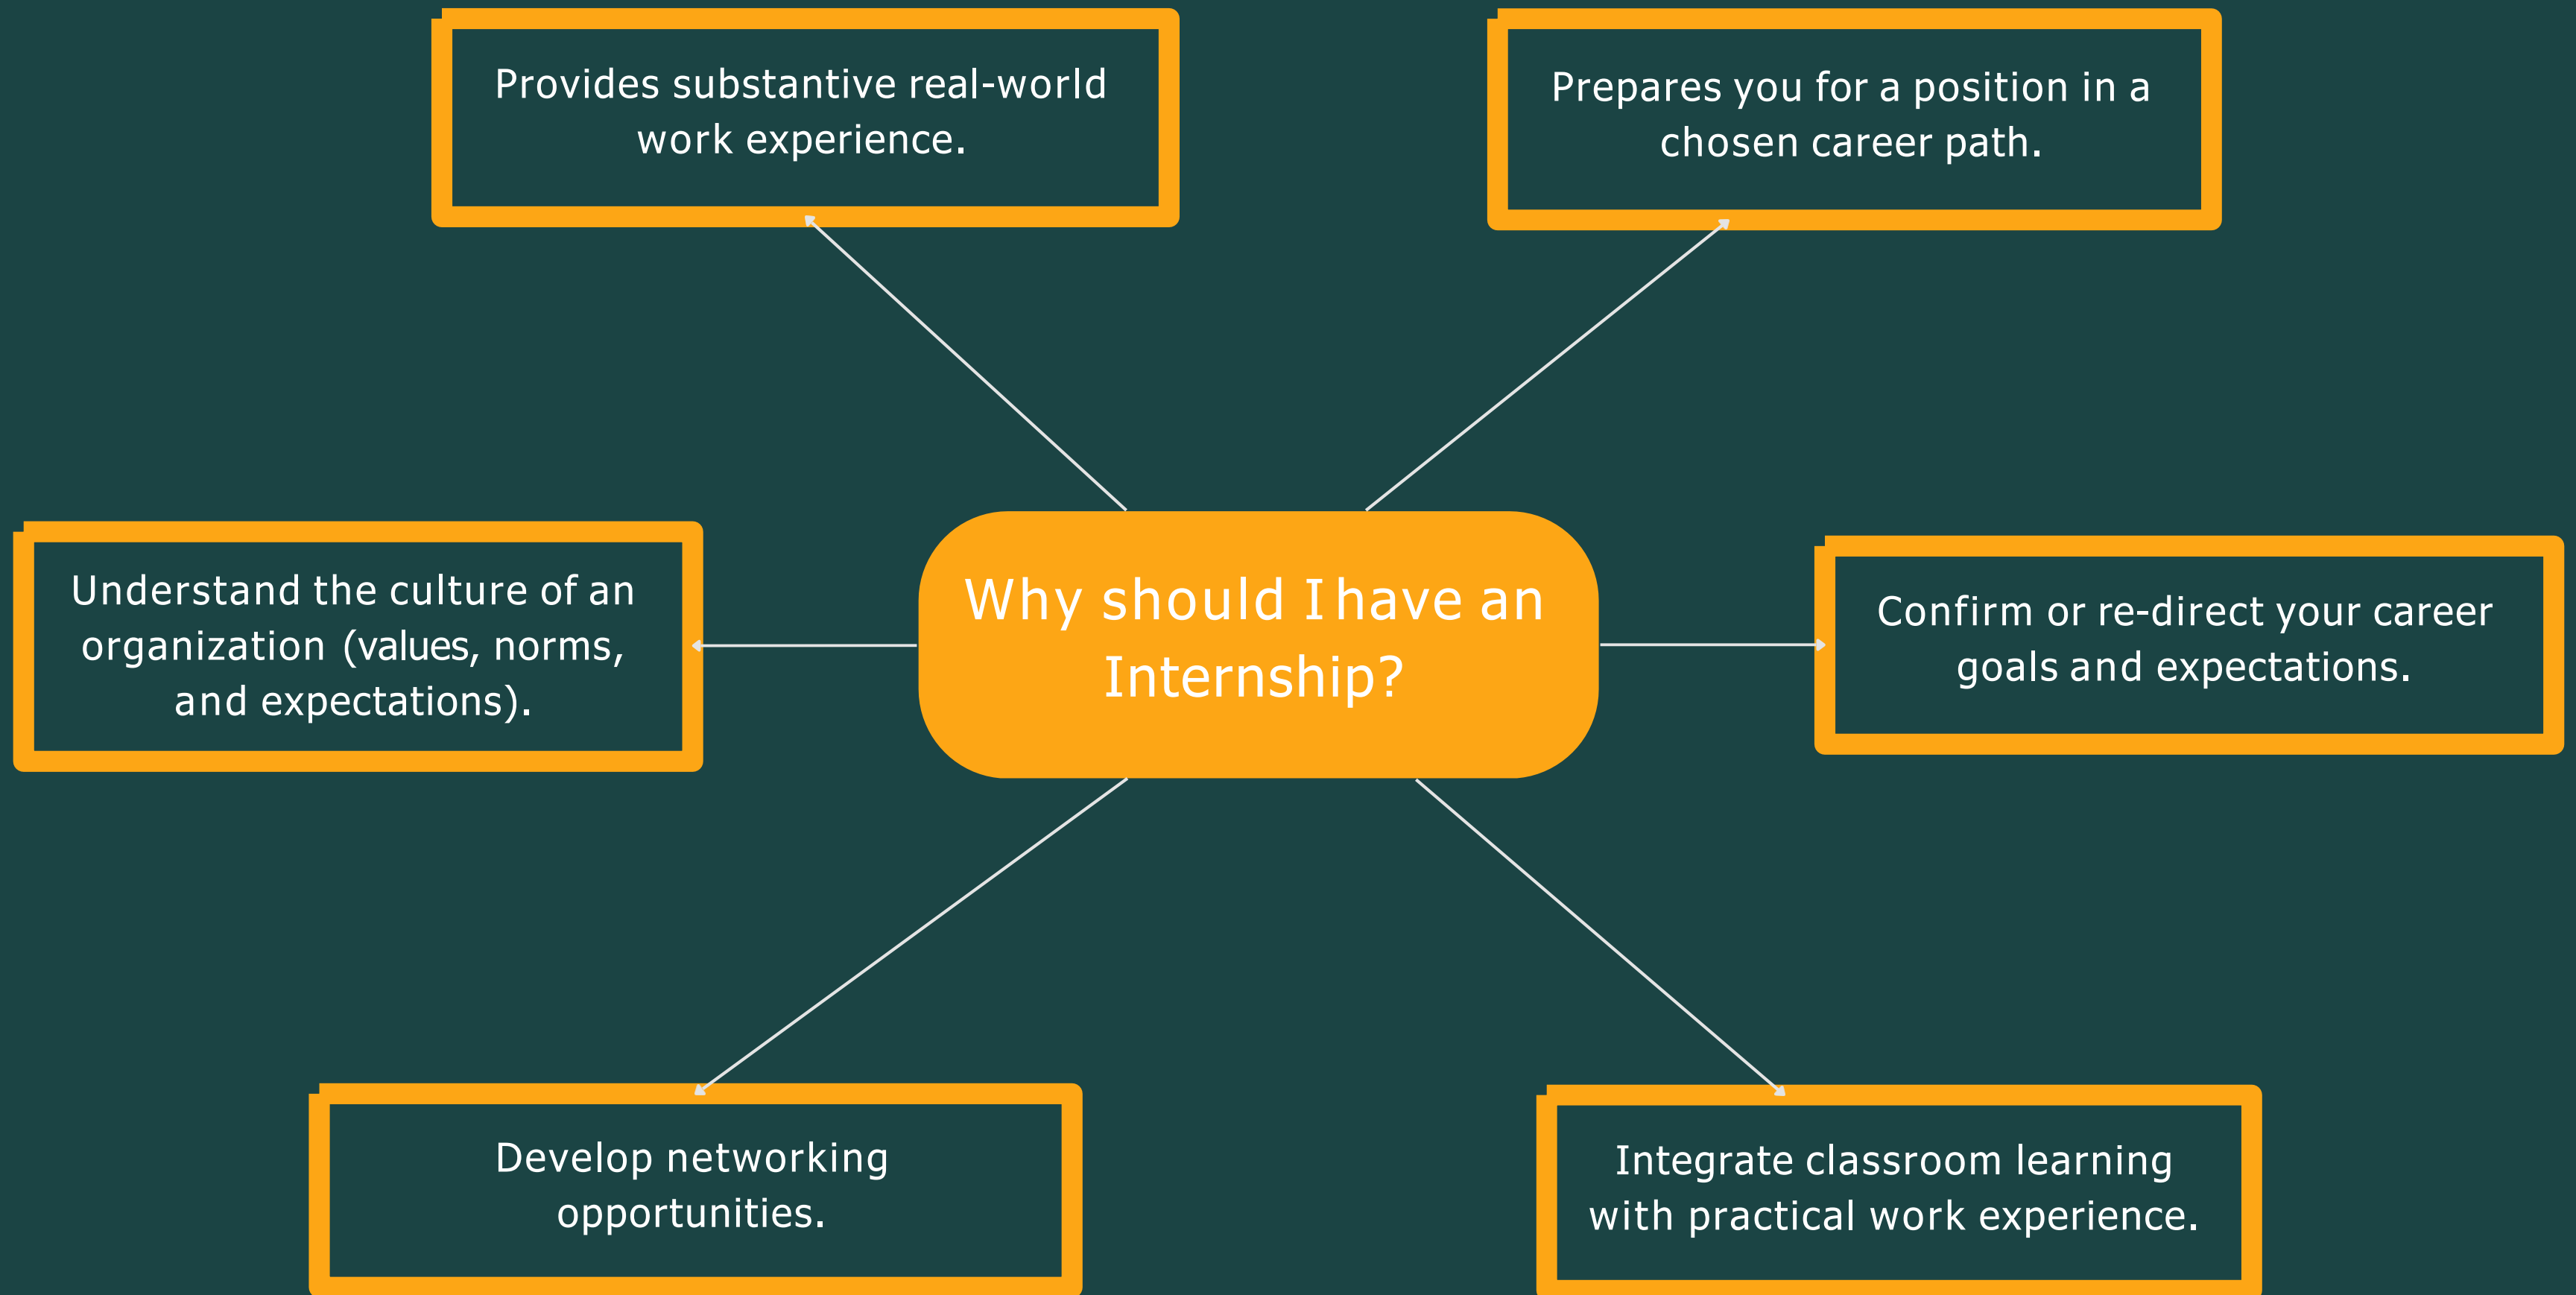 Provides substantive real-world
work experience.
Prepares you for a position in a
chosen career path.
Understand the culture of an
organization (values, norms,
and expectations).
Why should I have an
Internship?
Confirm or re-direct your career
goals and expectations.
Develop networking
opportunities.
Integrate classroom learning
with practical work experience.